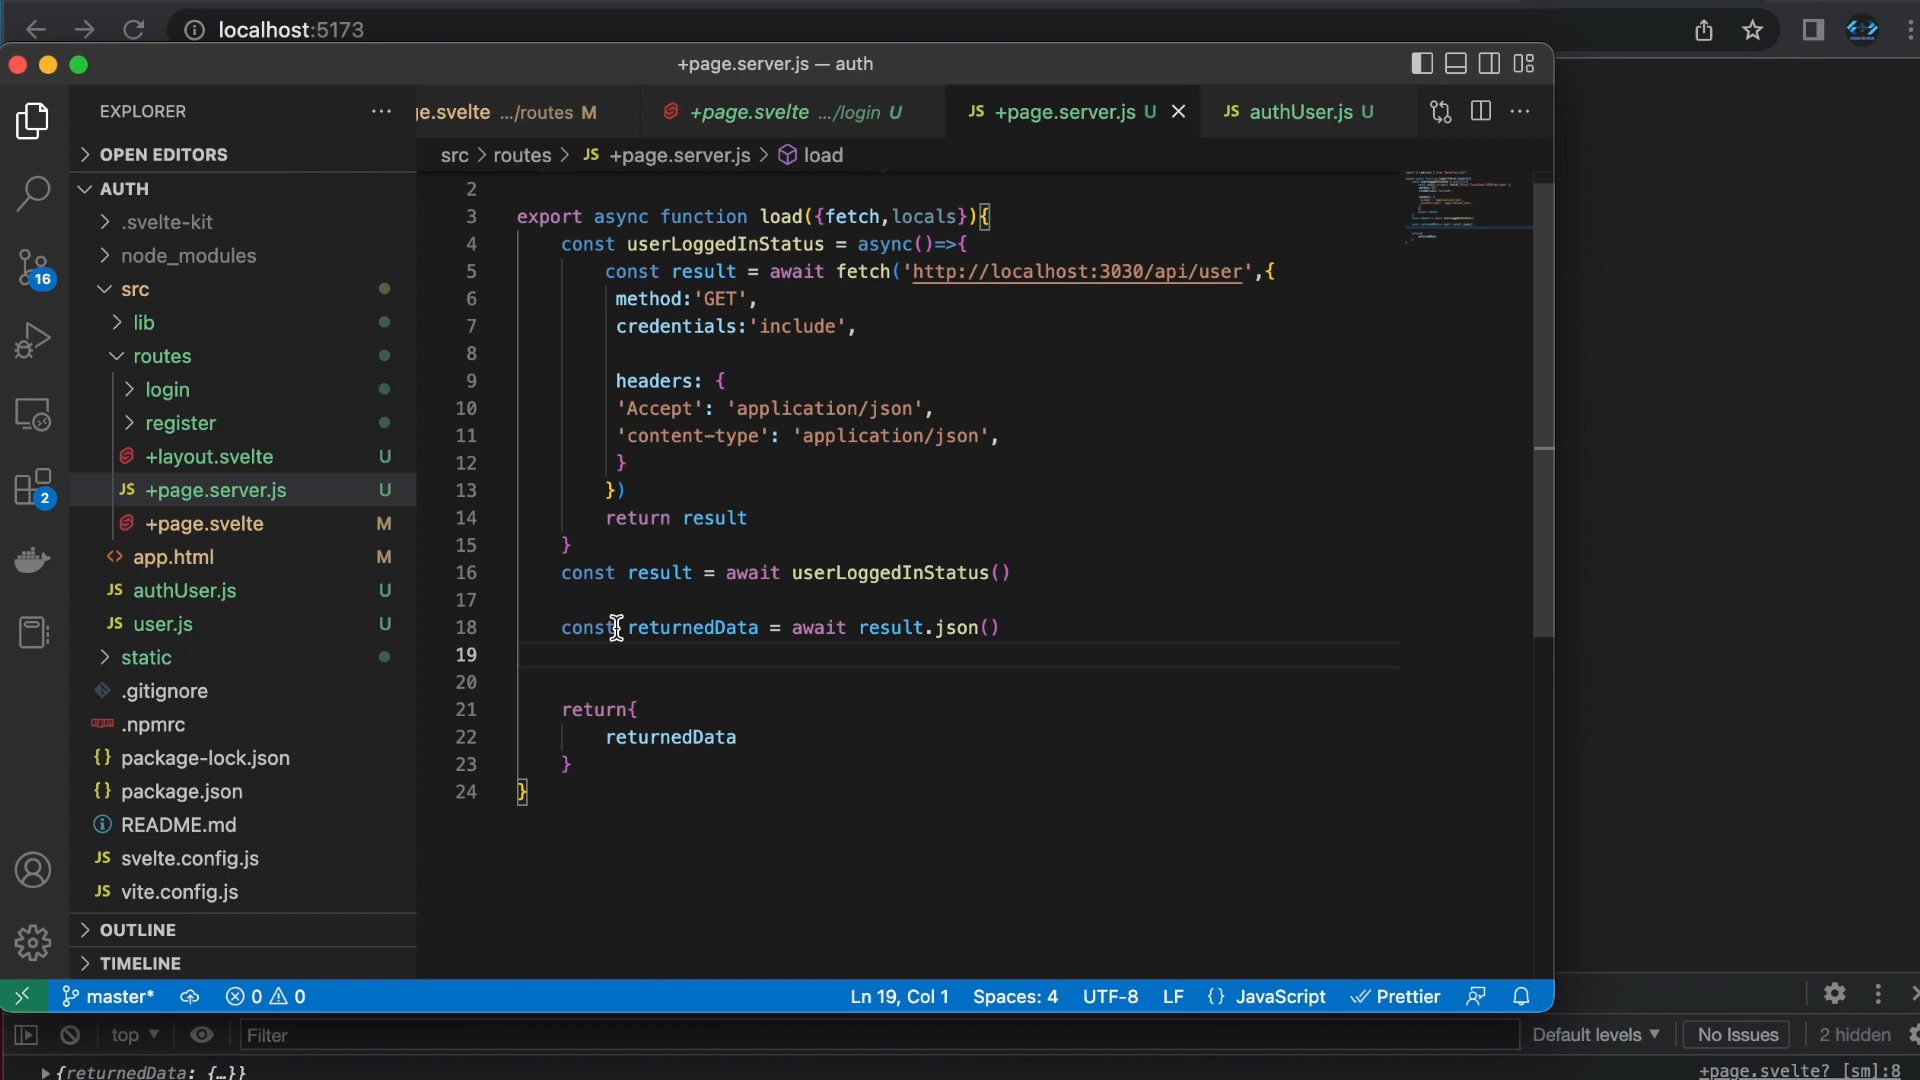 localhost:5173
+page.server.js — auth
EXPLORER
ge.svelte .../routes M
+page.svelte .../login U
JS +page.server.js U
JS authUser.js U
OPEN EDITORS
src > routes > JS +page.server.js > load
AUTH
.svelte-kit
node_modules
src
lib
routes
login
register
+layout.svelte U
JS +page.server.js U
+page.svelte M
app.html M
JS authUser.js U
JS user.js U
static
.gitignore
npm .npmrc
{} package-lock.json
{} package.json
README.md
JS svelte.config.js
JS vite.config.js
OUTLINE
TIMELINE
16
2
2
3 export async function load({fetch,locals}){
4 const userLoggedInStatus = async()=>{
5 const result = await fetch('http://localhost:3030/api/user',{
6 method:'GET',
7 credentials:'include',
8
9 headers: {
10 'Accept': 'application/json',
11 'content-type': 'application/json',
12 }
13 })
14 return result
15 }
16 const result = await userLoggedInStatus()
17
18 const returnedData = await result.json()
19
20
21 return{
22 returnedData
23 }
24 }
master* 0 0 Ln 19, Col 1 Spaces: 4 UTF-8 LF {} JavaScript Prettier
top Filter Default levels No Issues 2 hidden
{returnedData: {…}} +page.svelte? [sm]:8